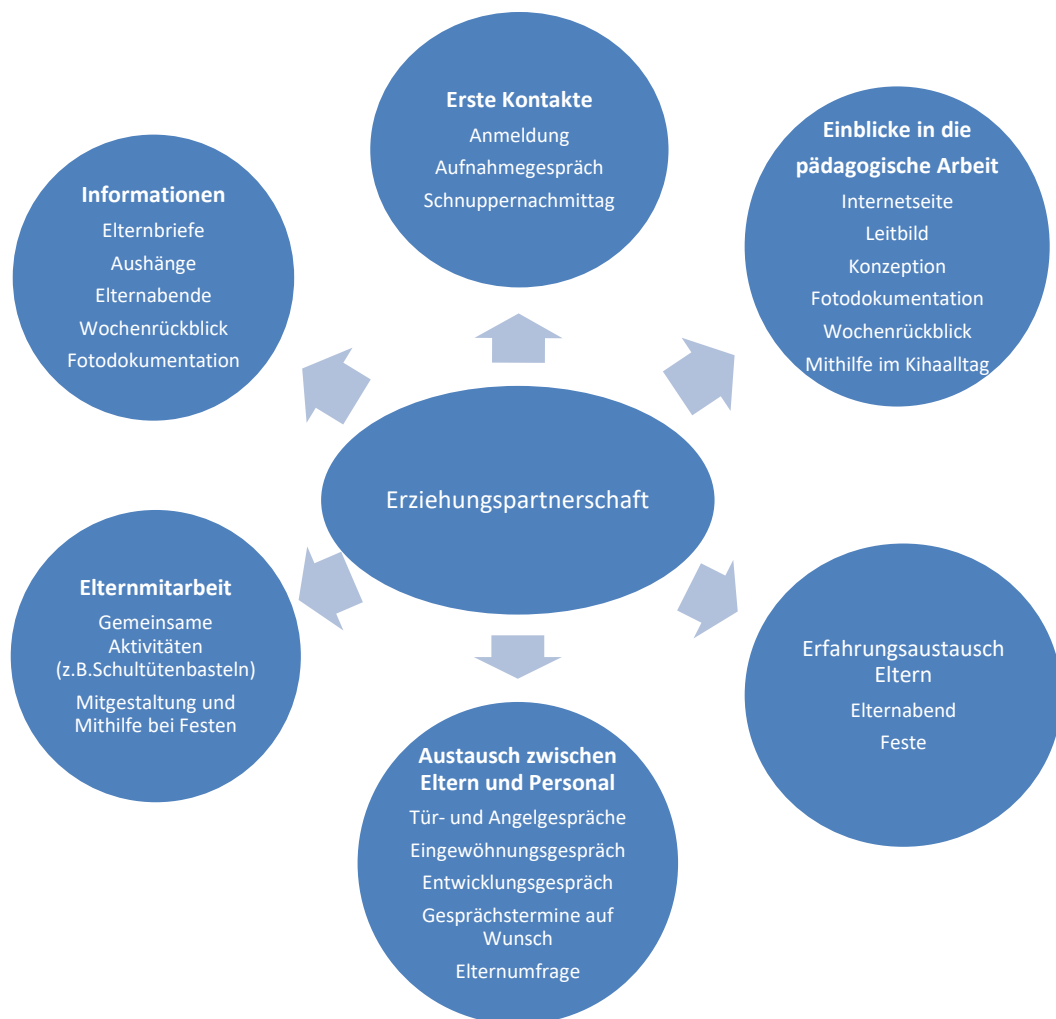 Erste Kontakte
Anmeldung
Aufnahmegespräch
Schnuppernachmittag
Einblicke in die
pädagogische Arbeit
Internetseite
Leitbild
Konzeption
Fotodokumentation
Wochenrückblick
Mithilfe im Kihaalltag
Informationen
Elternbriefe
Aushänge
Elternabende
Wochenrückblick
Fotodokumentation
Erziehungspartnerschaft
Elternmitarbeit
Gemeinsame
Aktivitäten
(z.B.Schultütenbasteln)
Mitgestaltung und
Mithilfe bei Festen
Erfahrungsaustausch
Eltern
Elternabend
Feste
Austausch zwischen
Eltern und Personal
Tür- und Angelgespräche
Eingewöhnungsgespräch
Entwicklungsgespräch
Gesprächstermine auf
Wunsch
Elternumfrage